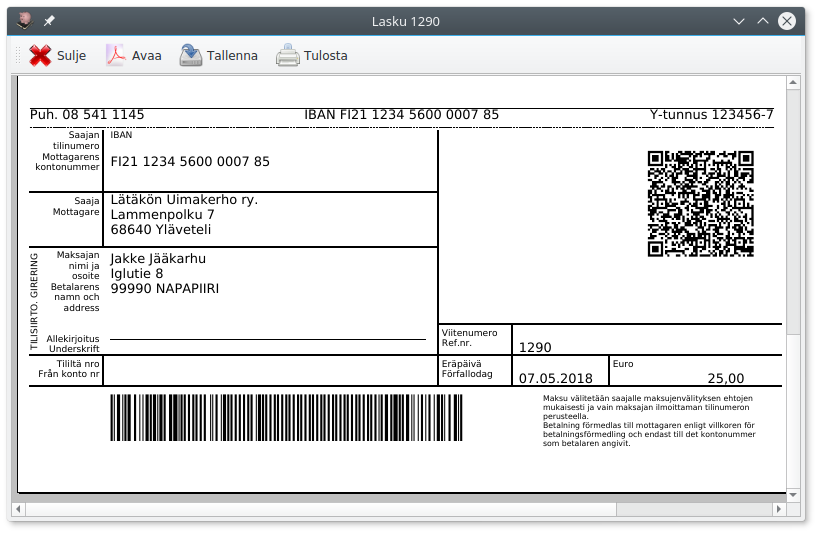 Lasku 1290
Sulje Avaa Tallenna Tulosta
Puh. 08 541 1145 IBAN FI21 1234 5600 0007 85 Y-tunnus 123456-7
Saajan
tilinumero
Mottagarens
kontonummer
IBAN
FI21 1234 5600 0007 85
Saaja
Mottagare
Lätäkön Uimakerho ry.
Lammenpolku 7
68640 Yläveteli
TILISIIRTO. GIRERING
Maksajan
nimi ja
osoite
Betalarens
namn och
address
Jakke Jääkarhu
Iglutie 8
99990 NAPAPIIRI
Allekirjoitus
Underskrift
Viitenumero
Ref.nr.
1290
Tililtä nro
Från konto nr
Eräpäivä
Förfallodag
07.05.2018
Euro
25,00
Maksu välitetään saajalle maksujenvälityksen ehtojen
mukaisesti ja vain maksajan ilmoittaman tilinumeron
perusteella.
Betalning förmedlas till mottagaren enligt villkoren för
betalningsförmedling och endast till det kontonummer
som betalaren angivit.